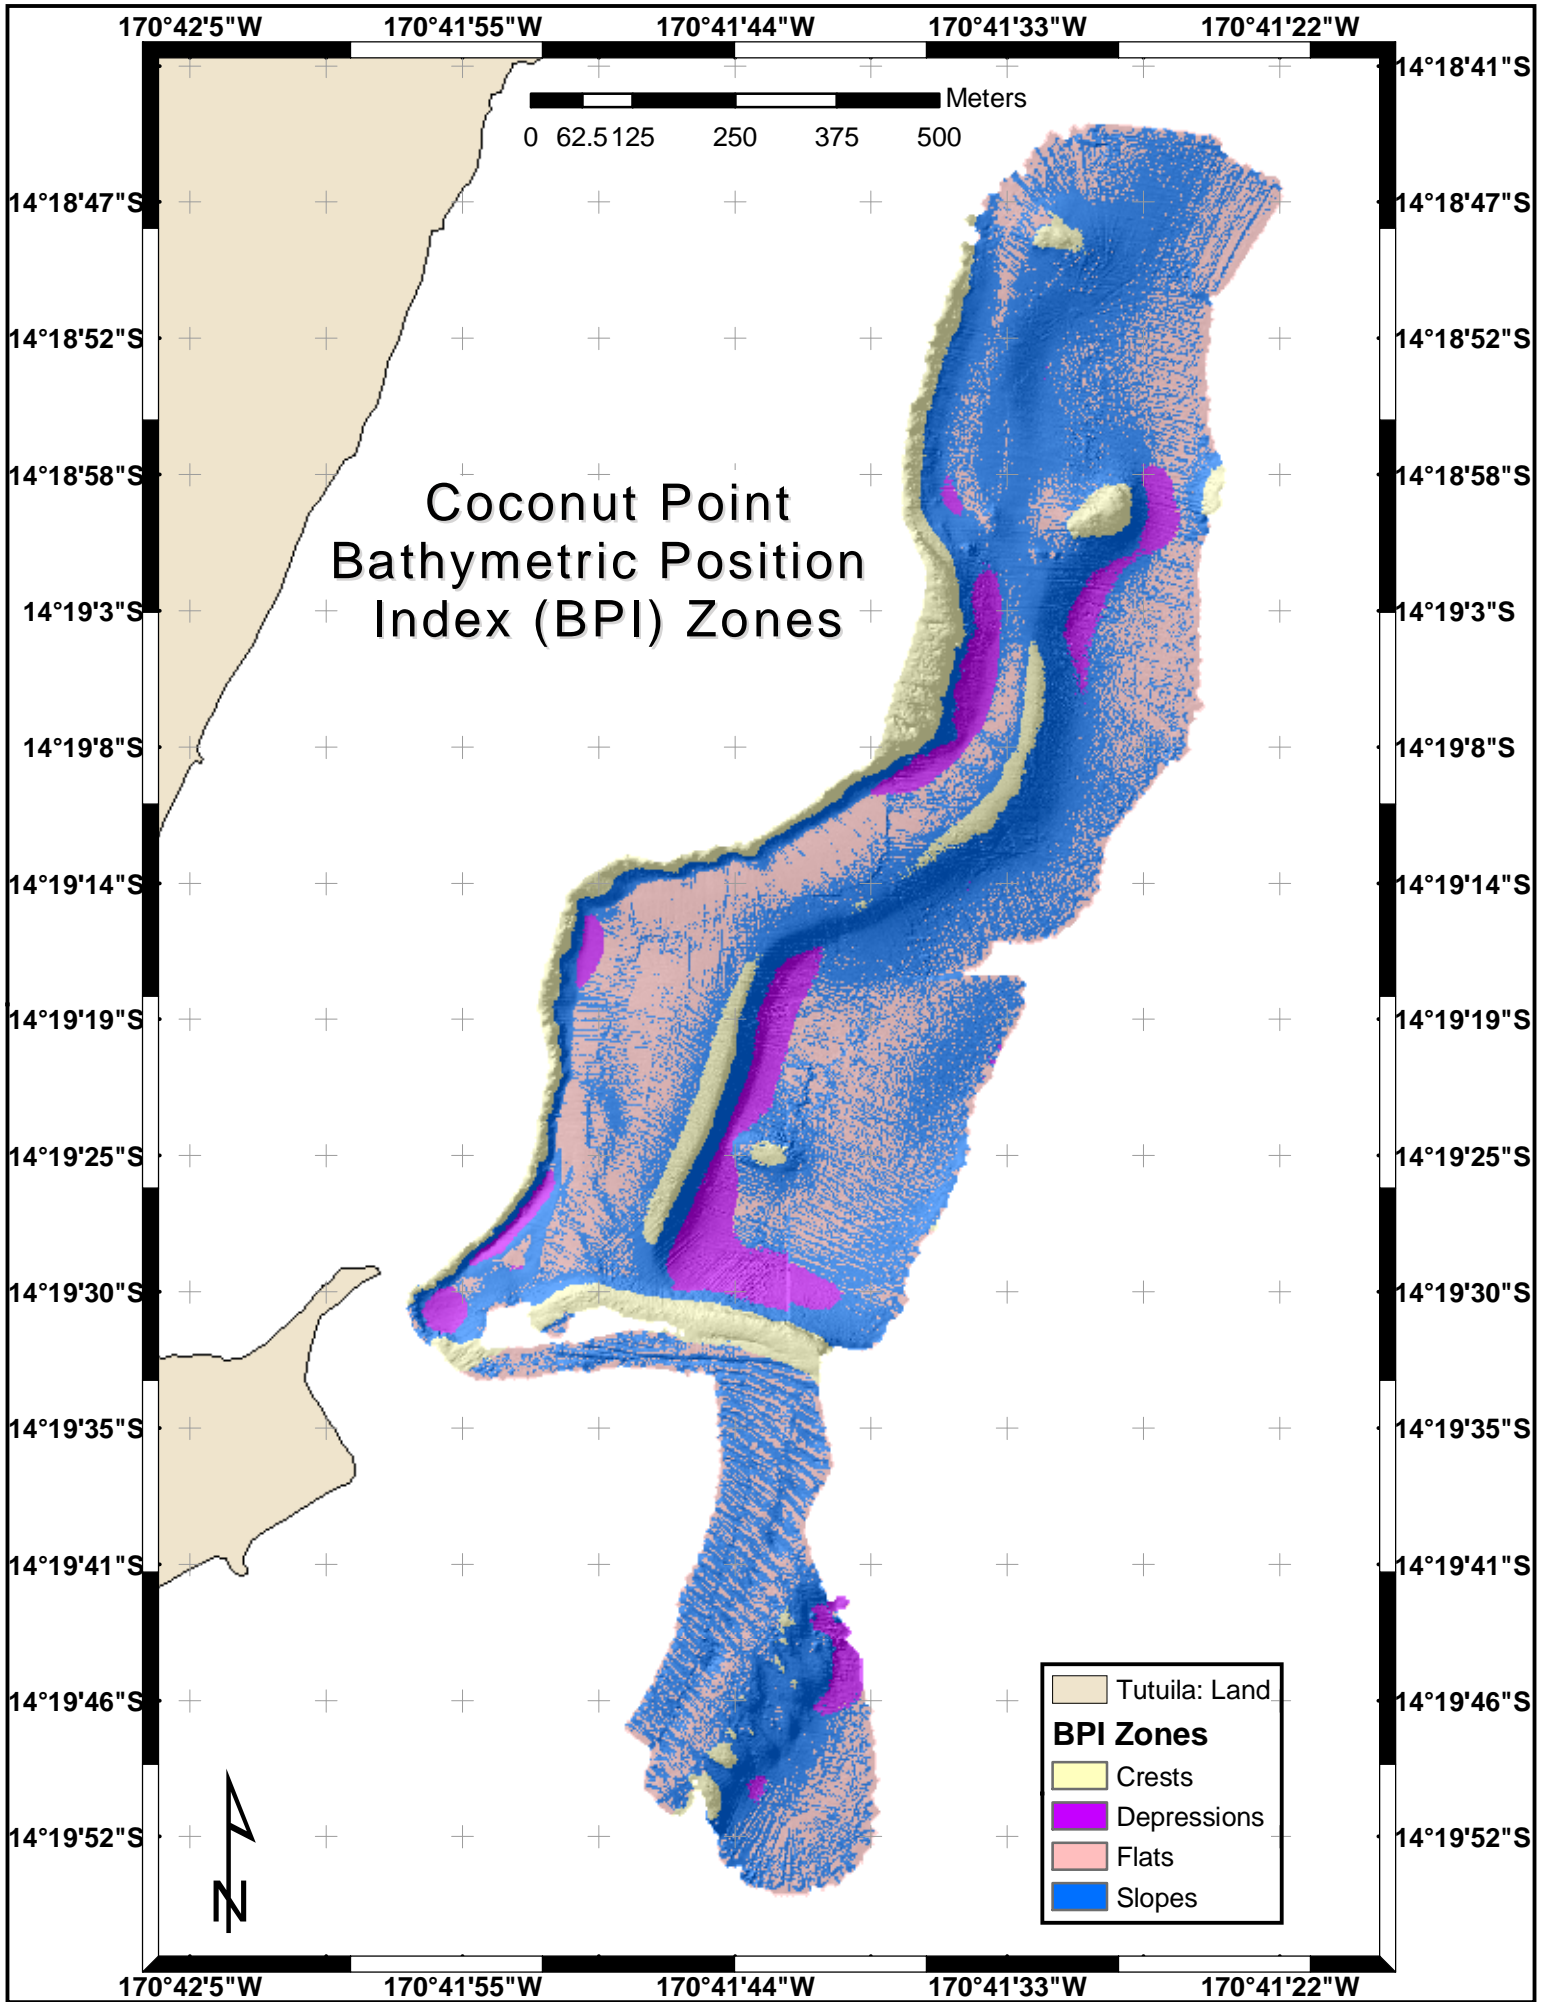 170°42'5"W 170°41'55"W 170°41'44"W 170°41'33"W 170°41'22"W
14°18'41"S
Meters
0 62.5 125 250 375 500
14°18'47"S 14°18'47"S
14°18'52"S 14°18'52"S
14°18'58"S 14°18'58"S
Coconut Point
Bathymetric Position
Index (BPI) Zones
14°19'3"S 14°19'3"S
14°19'8"S 14°19'8"S
14°19'14"S 14°19'14"S
14°19'19"S 14°19'19"S
14°19'25"S 14°19'25"S
14°19'30"S 14°19'30"S
14°19'35"S 14°19'35"S
14°19'41"S 14°19'41"S
14°19'46"S 14°19'46"S
14°19'52"S 14°19'52"S
Tutuila: Land
BPI Zones
Crests
Depressions
Flats
Slopes
N
170°42'5"W 170°41'55"W 170°41'44"W 170°41'33"W 170°41'22"W